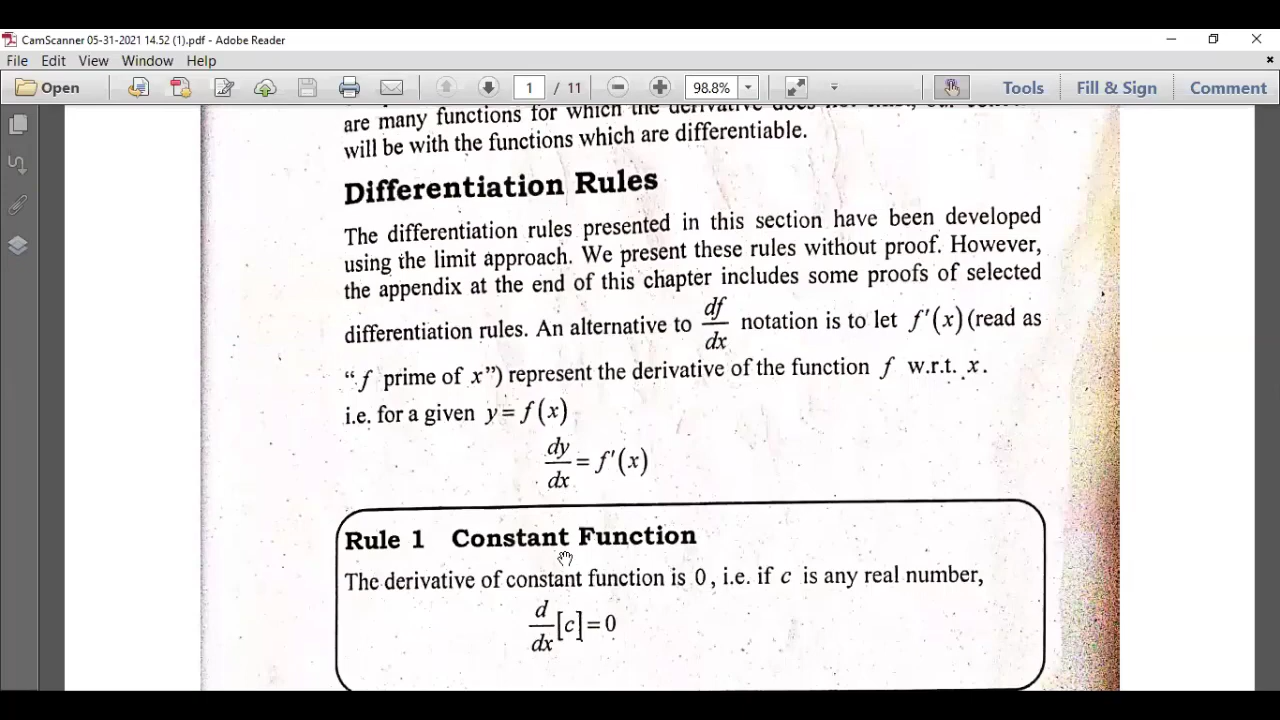 CamScanner 05-31-2021 14.52 (1).pdf - Adobe Reader
File Edit View Window Help
Open 1 / 11 98.8% Tools Fill & Sign Comment
are many functions for which the derivative does not exist,
will be with the functions which are differentiable.
Differentiation Rules
The differentiation rules presented in this section have been developed
using the limit approach. We present these rules without proof. However,
the appendix at the end of this chapter includes some proofs of selected
differentiation rules. An alternative to df/dx notation is to let f'(x) (read as
“f prime of x”) represent the derivative of the function f w.r.t. x.
i.e. for a given y = f(x)
dy/dx = f'(x)
Rule 1 Constant Function
The derivative of constant function is 0, i.e. if c is any real number,
d/dx [c] = 0